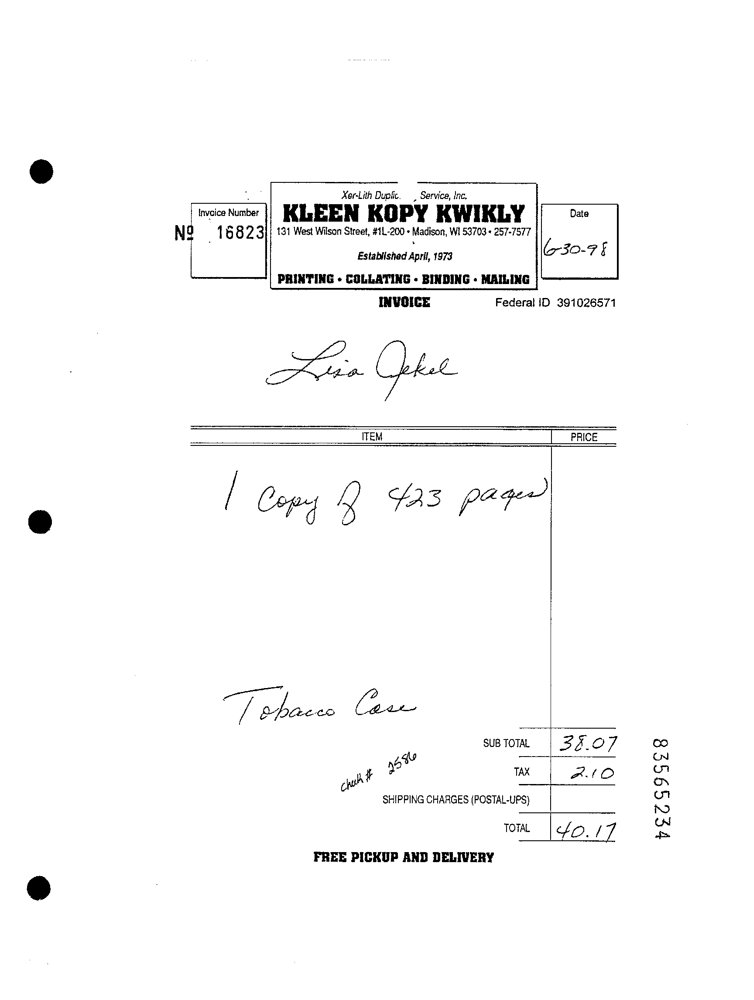 Xer-Lith Duplic. Service, Inc.
KLEEN KOPY KWIKLY
131 West Wilson Street, #1L-200 • Madison, WI 53703 • 257-7577
Established April, 1973
PRINTING • COLLATING • BINDING • MAILING
Invoice Number
Nº 16823
Date
6-30-98
INVOICE
Federal ID 391026571
Lisa Jekel
ITEM PRICE
1 Copy of 423 pages
Tobacco Case
check # 2586
SUB TOTAL 38.07
TAX 2.10
SHIPPING CHARGES (POSTAL-UPS)
TOTAL 40.17
FREE PICKUP AND DELIVERY
83565234